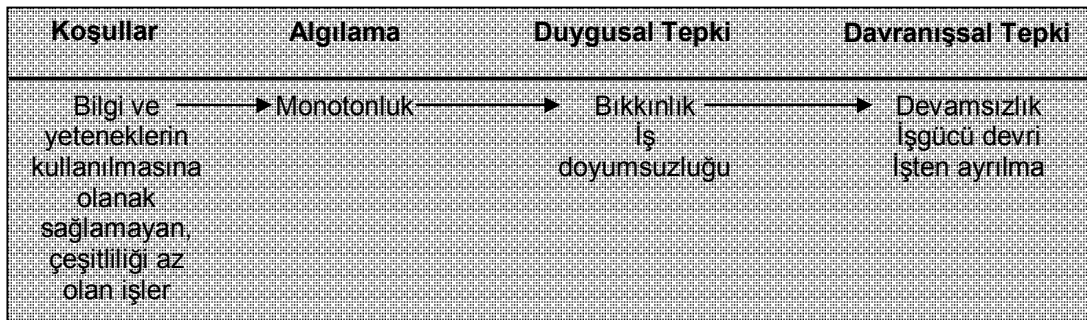 Koşullar Algılama Duygusal Tepki Davranışsal Tepki
Bilgi ve Monotonluk Bıkkınlık Devamsızlık
yeteneklerin İş İşgücü devri
kullanılmasına doyumsuzluğu İşten ayrılma
olanak
sağlamayan,
çeşitliliği az
olan işler